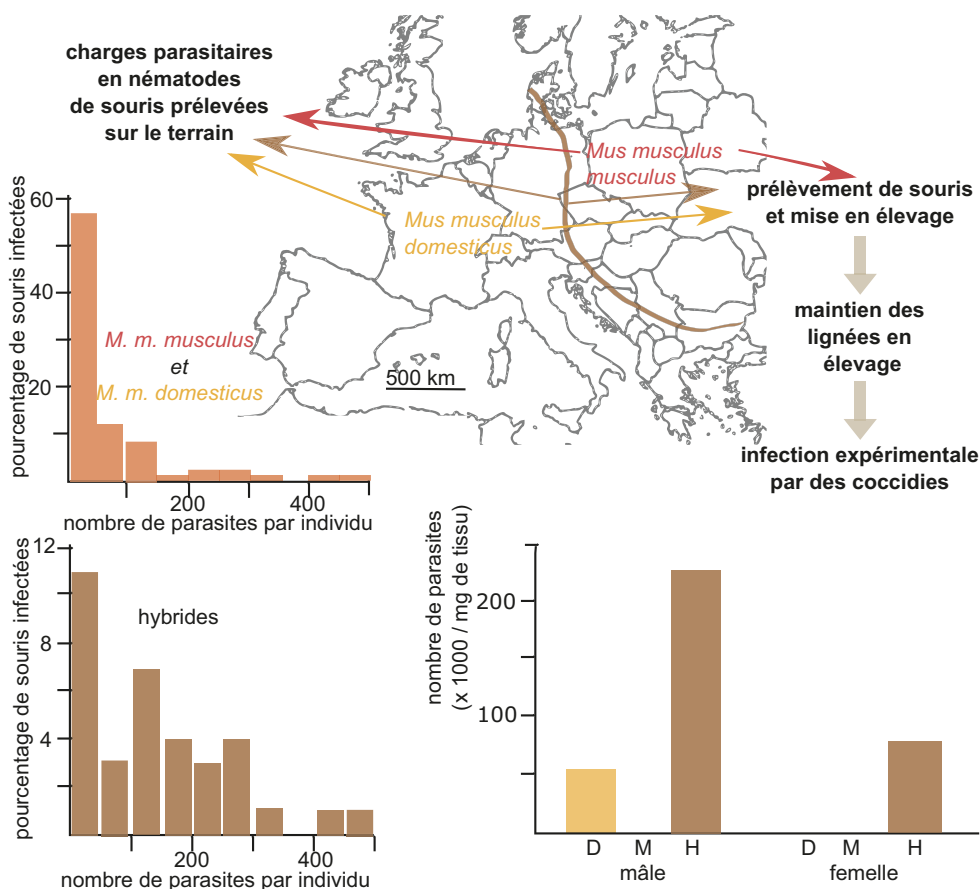 charges parasitaires
en nématodes
de souris prélevées
sur le terrain
Mus musculus
musculus
Mus musculus
domesticus
500 km
prélèvement de souris
et mise en élevage
maintien des
lignées en
élevage
infection expérimentale
par des coccidies
pourcentage de souris infectées
60
40
20
M. m. musculus
et
M. m. domesticus
200
400
nombre de parasites par individu
pourcentage de souris infectées
12
8
4
hybrides
200
400
nombre de parasites par individu
nombre de parasites
(x 1000 / mg de tissu)
200
100
D M H D M H
mâle femelle